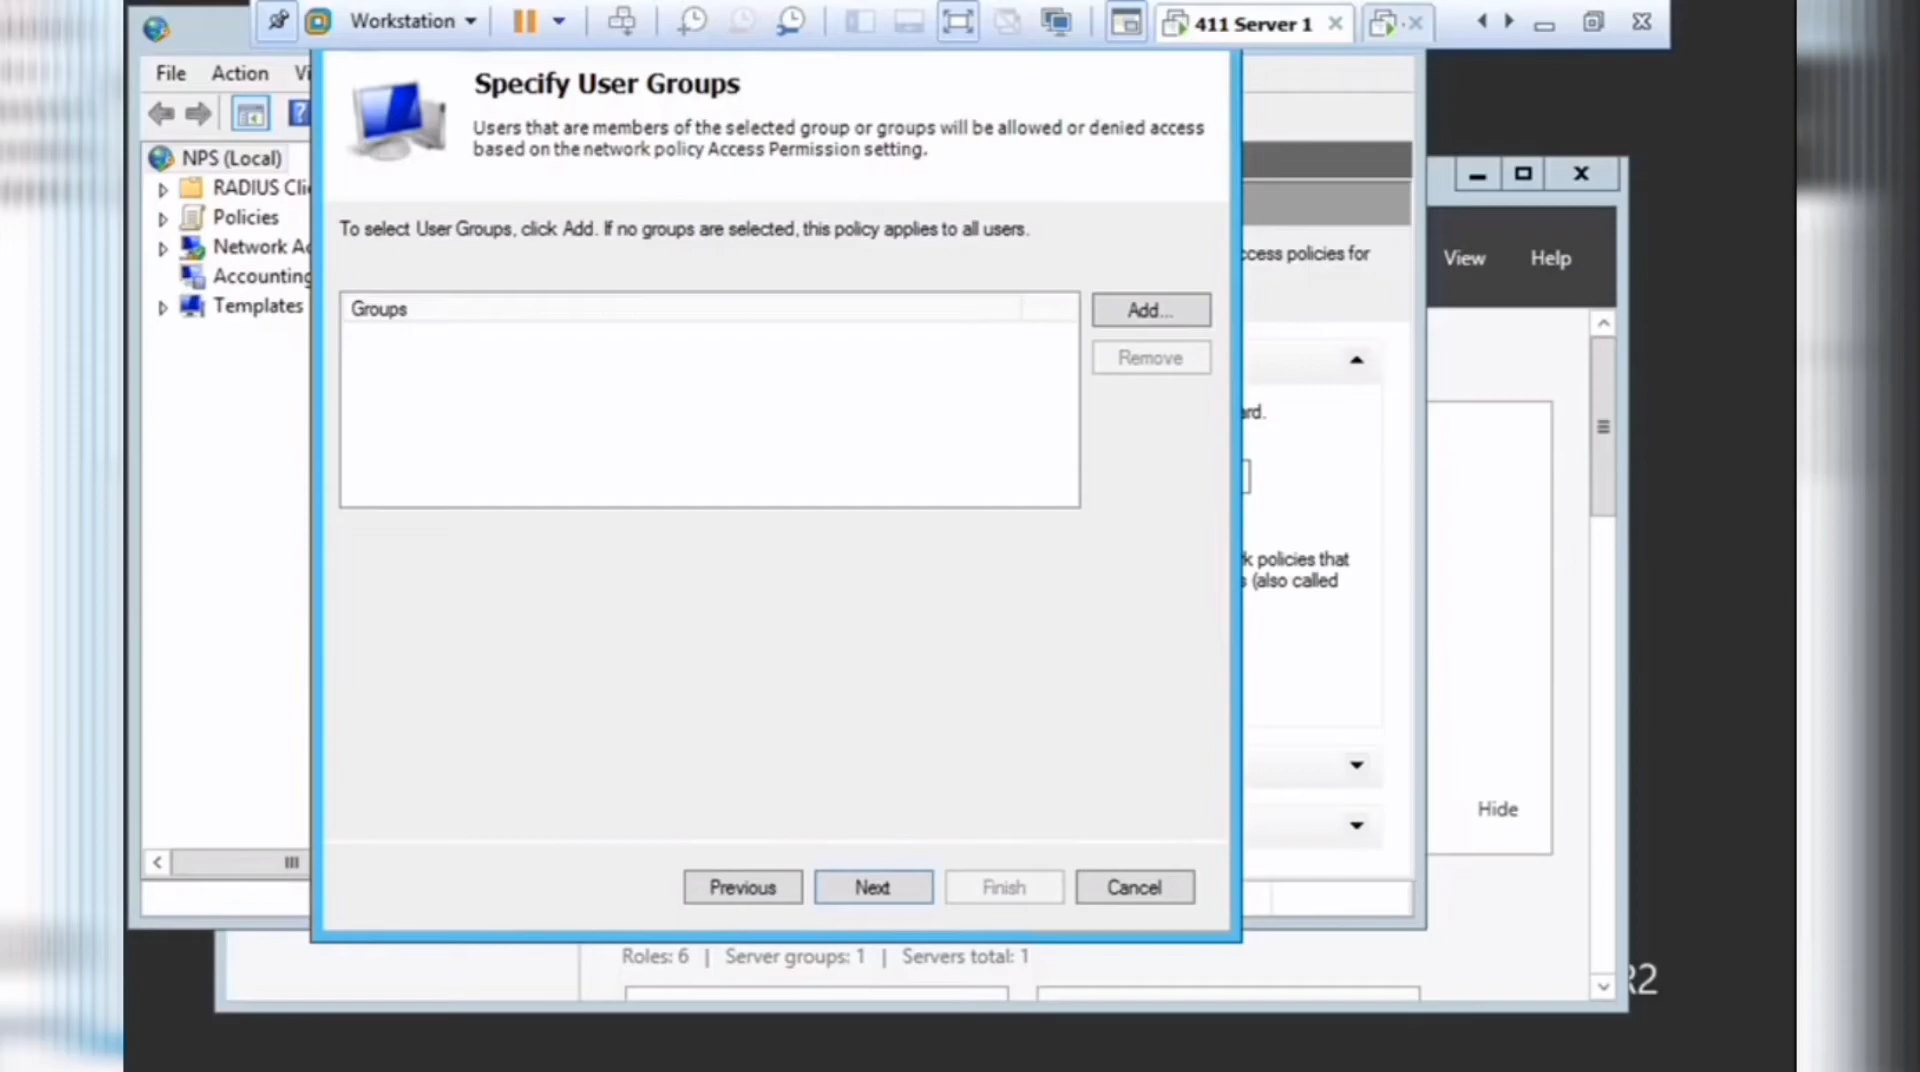 Workstation
411 Server 1
File Action
Specify User Groups
Users that are members of the selected group or groups will be allowed or denied access
based on the network policy Access Permission setting.
NPS (Local)
RADIUS
Policies
Network
Accounting
Templates
To select User Groups, click Add. If no groups are selected, this policy applies to all users.
policies for
View Help
Groups
Add...
Remove
policies that
(also called
Hide
Previous Next Finish Cancel
Roles: 6 | Server groups: 1 | Servers total: 1
R2